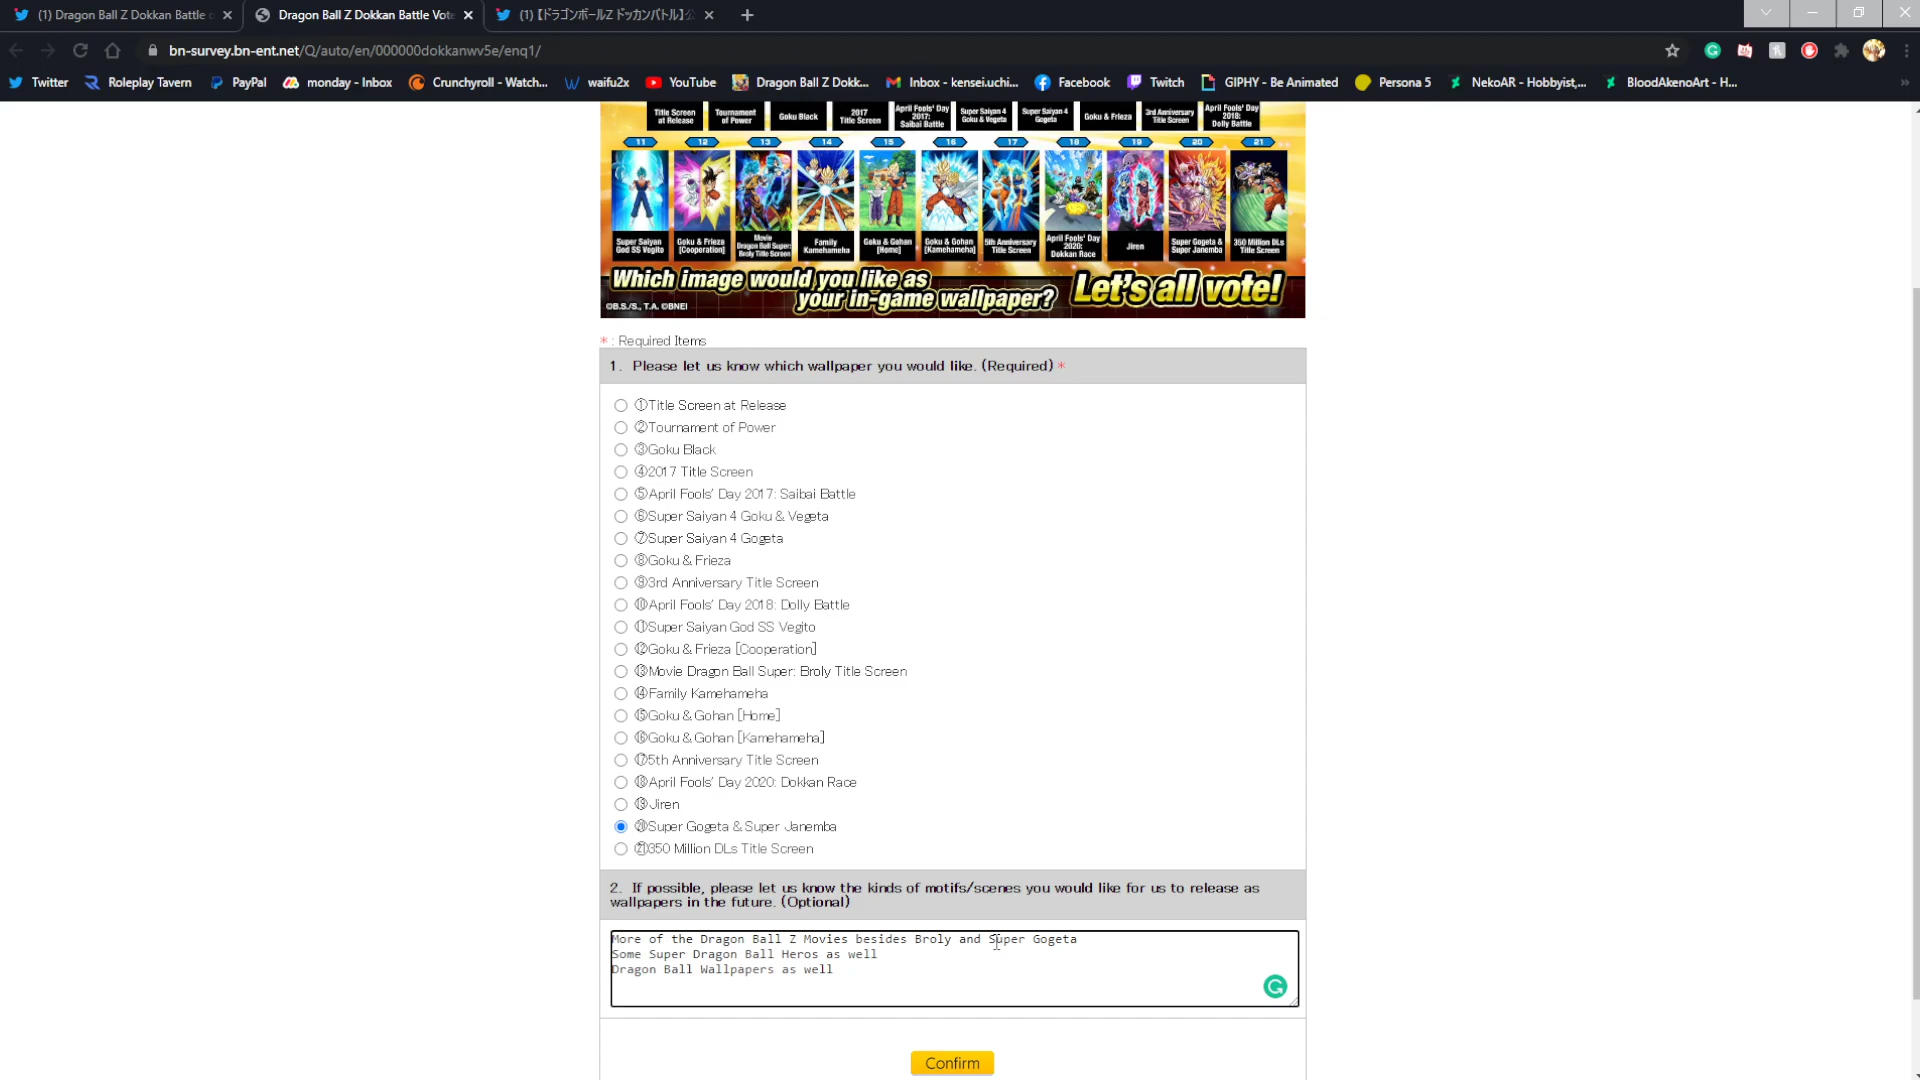 (1) Dragon Ball Z Dokkan Battle
Dragon Ball Z Dokkan Battle Vote
(1) 【ドラゴンボールZ ドッカンバトル】公
bn-survey.bn-ent.net/Q/auto/en/000000dokkanwv5e/enq1/
Twitter
Roleplay Tavern
PayPal
monday - Inbox
Crunchyroll - Watch...
waifu2x
YouTube
Dragon Ball Z Dokk...
Inbox - kensei.uchi...
Facebook
Twitch
GIPHY - Be Animated
Persona 5
NekoAR - Hobbyist,...
BloodAkenoArt - H...
Title Screen at Release
Tournament of Power
Goku Black
2017 Title Screen
April Fools' Day 2017: Saibai Battle
Super Saiyan 4 Goku & Vegeta
Super Saiyan 4 Gogeta
Goku & Frieza
3rd Anniversary Title Screen
April Fools' Day 2018: Dolly Battle
11 12 13 14 15 16 17 18 19 20 21
Super Saiyan God SS Vegito
Goku & Frieza [Cooperation]
Movie Dragon Ball Super: Broly Title Screen
Family Kamehameha
Goku & Gohan [Home]
Goku & Gohan [Kamehameha]
5th Anniversary Title Screen
April Fools' Day 2020: Dokkan Race
Jiren
Super Gogeta & Super Janemba
350 Million DLs Title Screen
Which image would you like as
your in-game wallpaper?
Let's all vote!
©B.S./S., T.A. ©BNEI
* : Required Items
1. Please let us know which wallpaper you would like. (Required) *
①Title Screen at Release
②Tournament of Power
③Goku Black
④2017 Title Screen
⑤April Fools' Day 2017: Saibai Battle
⑥Super Saiyan 4 Goku & Vegeta
⑦Super Saiyan 4 Gogeta
⑧Goku & Frieza
⑨3rd Anniversary Title Screen
⑩April Fools' Day 2018: Dolly Battle
⑪Super Saiyan God SS Vegito
⑫Goku & Frieza [Cooperation]
⑬Movie Dragon Ball Super: Broly Title Screen
⑭Family Kamehameha
⑮Goku & Gohan [Home]
⑯Goku & Gohan [Kamehameha]
⑰5th Anniversary Title Screen
⑱April Fools' Day 2020: Dokkan Race
⑲Jiren
⑳Super Gogeta & Super Janemba
㉑350 Million DLs Title Screen
2. If possible, please let us know the kinds of motifs/scenes you would like for us to release as
wallpapers in the future. (Optional)
More of the Dragon Ball Z Movies besides Broly and Super Gogeta
Some Super Dragon Ball Heros as well
Dragon Ball Wallpapers as well
Confirm